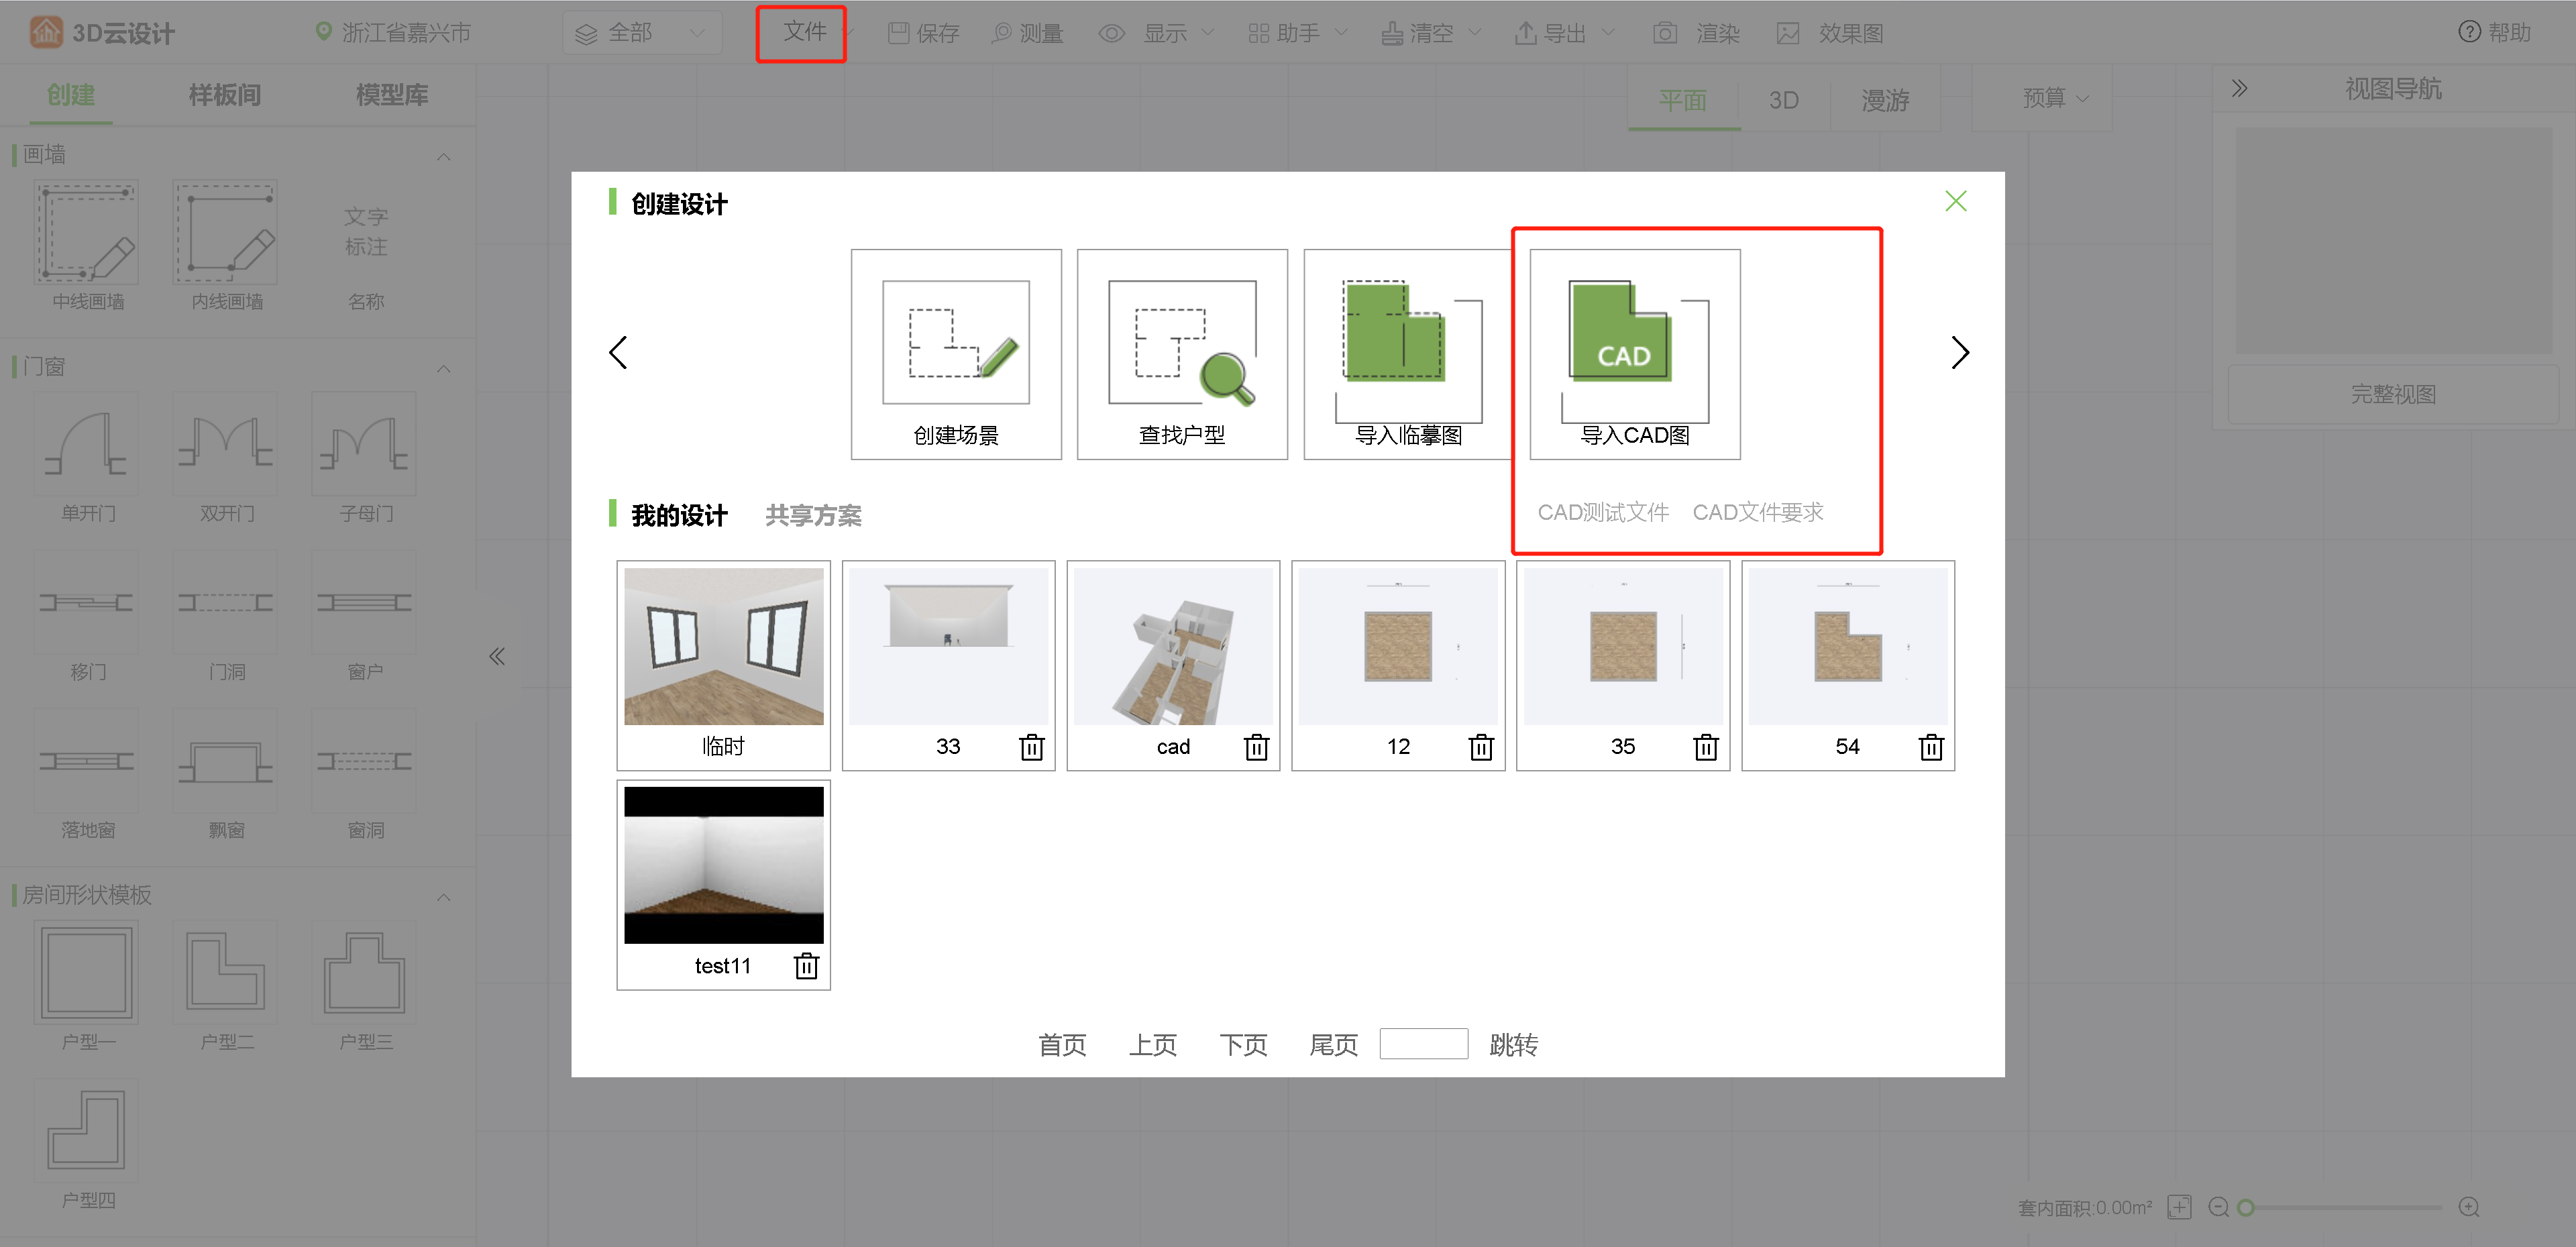 3D云设计
浙江省嘉兴市
全部
文件
保存
测量
显示
助手
清空
导出
渲染
效果图
帮助
创建
样板间
模型库
平面
3D
漫游
预算
视图导航
画墙
文字
标注
中线画墙
内线画墙
名称
门窗
单开门
双开门
子母门
移门
门洞
窗户
落地窗
飘窗
窗洞
房间形状模板
户型一
户型二
户型三
户型四
创建设计
CAD
创建场景
查找户型
导入临摹图
导入CAD图
完整视图
我的设计
共享方案
CAD测试文件
CAD文件要求
临时
33
cad
12
35
54
test11
首页
上页
下页
尾页
跳转
套内面积:0.00m²